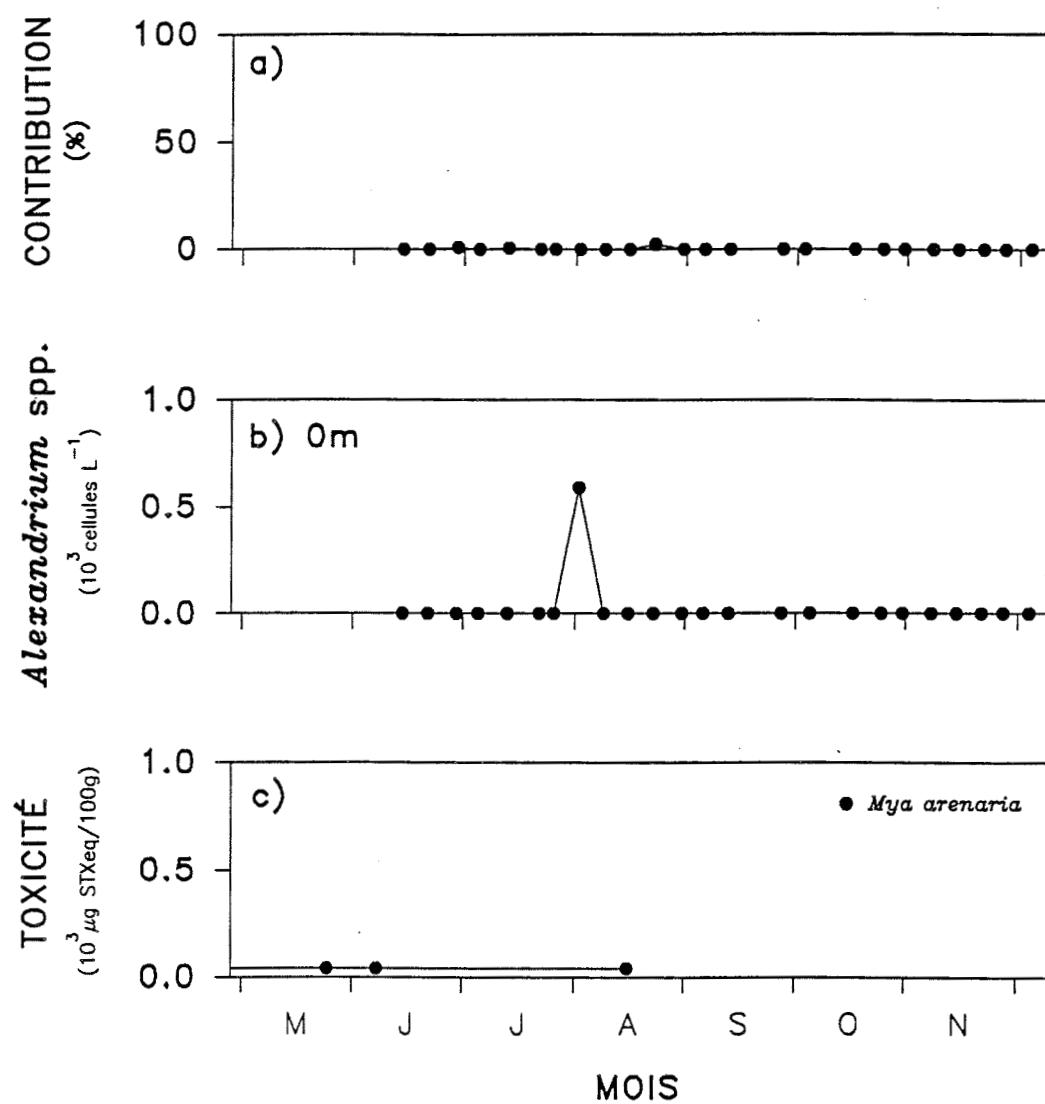 CONTRIBUTION
(%)
100
50
0
a)
Alexandrium spp.
(10³ cellules L⁻¹)
1.0
0.5
0.0
b) 0m
TOXICITÉ
(10³ µg STXeq/100g)
1.0
0.5
0.0
c)
Mya arenaria
M J J A S O N
MOIS